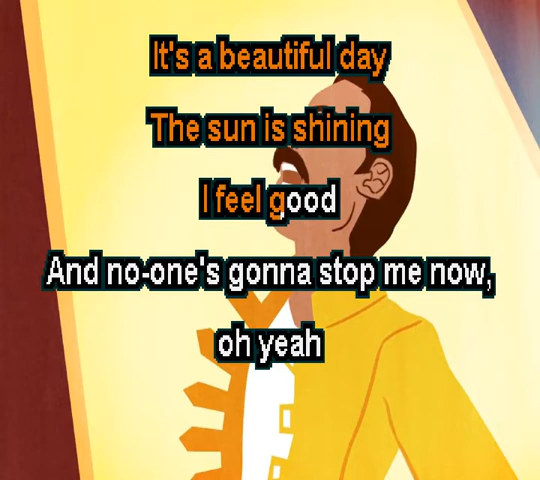 It's a beautiful day
The sun is shining
I feel good
And no-one's gonna stop me now,
oh yeah